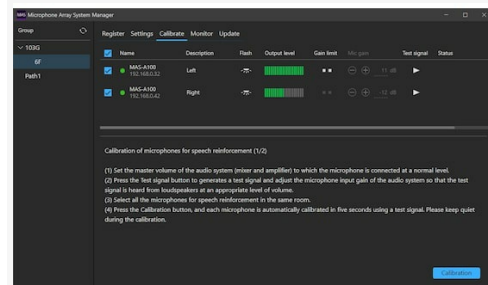 MAMS Microphone Array System Manager
Group
Register Settings Calibrate Monitor Update
103G
6F
Path1
Name Description Flash Output level Gain limit Mic gain Test signal Status
MAS-A100 Left -11 dB
192.168.0.32
MAS-A100 Right -12 dB
192.168.0.42
Calibration of microphones for speech reinforcement (1/2)
(1) Set the master volume of the audio system (mixer and amplifier) to which the microphone is connected at a normal level.
(2) Press the Test signal button to generates a test signal and adjust the microphone input gain of the audio system so that the test
signal is heard from loudspeakers at an appropriate level of volume.
(3) Select all the microphones for speech reinforcement in the same room.
(4) Press the Calibration button, and each microphone is automatically calibrated in five seconds using a test signal. Please keep quiet
during the calibration.
Calibration